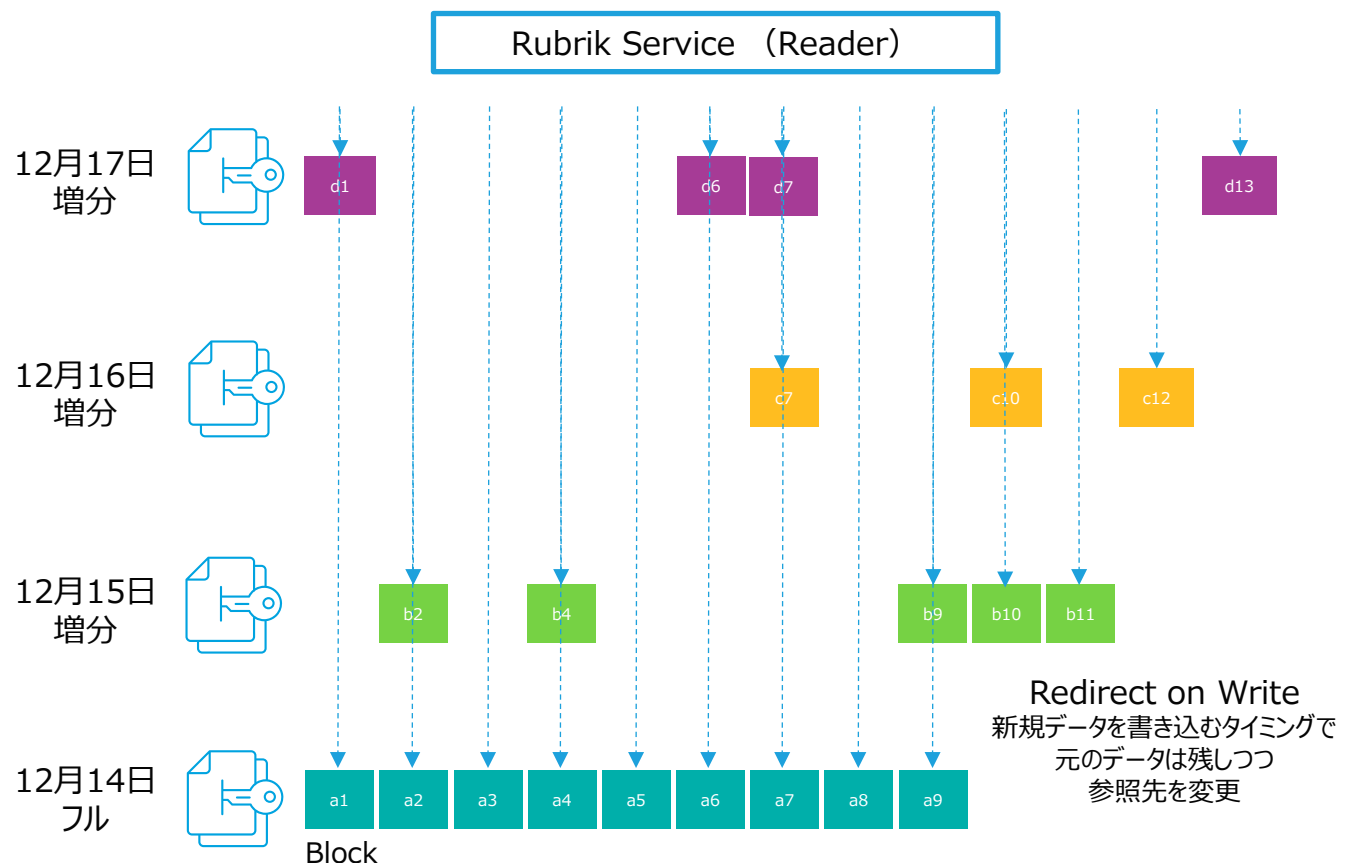 Rubrik Service （Reader）
12月17日
増分
d1
d6
d7
d13
12月16日
増分
c7
c10
c12
12月15日
増分
b2
b4
b9
b10
b11
Redirect on Write
新規データを書き込むタイミングで
元のデータは残しつつ
参照先を変更
12月14日
フル
a1
a2
a3
a4
a5
a6
a7
a8
a9
Block